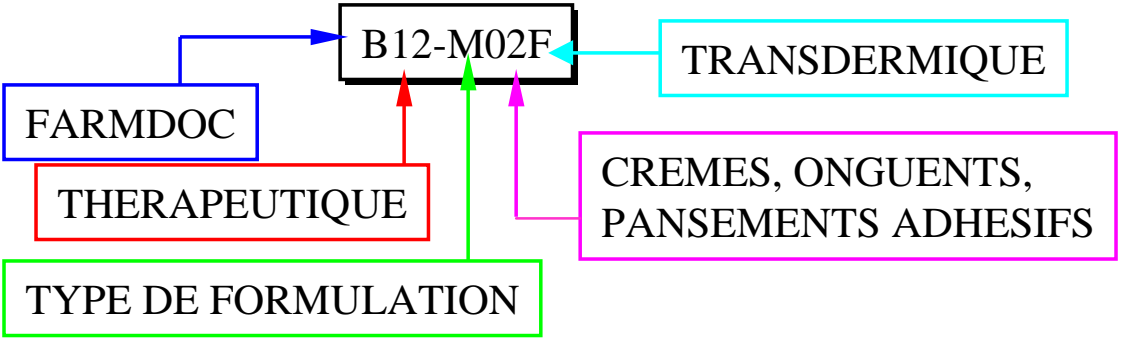 B12-M02F
TRANSDERMIQUE
FARMDOC
THERAPEUTIQUE
CREMES, ONGUENTS,
PANSEMENTS ADHESIFS
TYPE DE FORMULATION